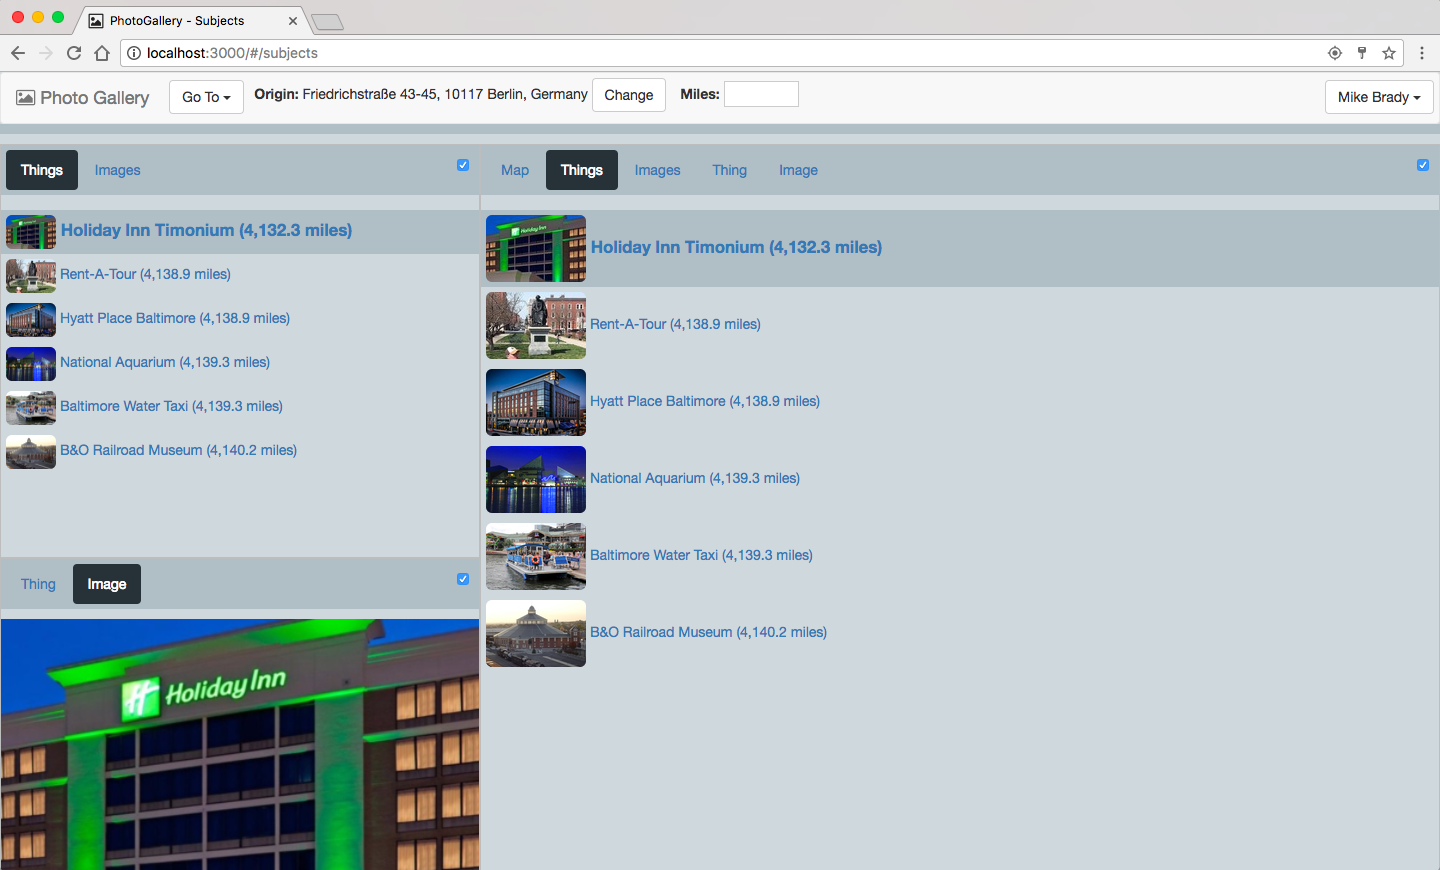 PhotoGallery - Subjects
localhost:3000/#/subjects
Photo Gallery
Go To
Origin: Friedrichstraße 43-45, 10117 Berlin, Germany
Change
Miles:
Mike Brady
Things
Images
Holiday Inn Timonium (4,132.3 miles)
Rent-A-Tour (4,138.9 miles)
Hyatt Place Baltimore (4,138.9 miles)
National Aquarium (4,139.3 miles)
Baltimore Water Taxi (4,139.3 miles)
B&O Railroad Museum (4,140.2 miles)
Thing
Image
H Holiday Inn
Map
Things
Images
Thing
Image
Holiday Inn
Holiday Inn Timonium (4,132.3 miles)
Rent-A-Tour (4,138.9 miles)
Hyatt Place Baltimore (4,138.9 miles)
National Aquarium (4,139.3 miles)
Baltimore Water Taxi (4,139.3 miles)
B&O Railroad Museum (4,140.2 miles)